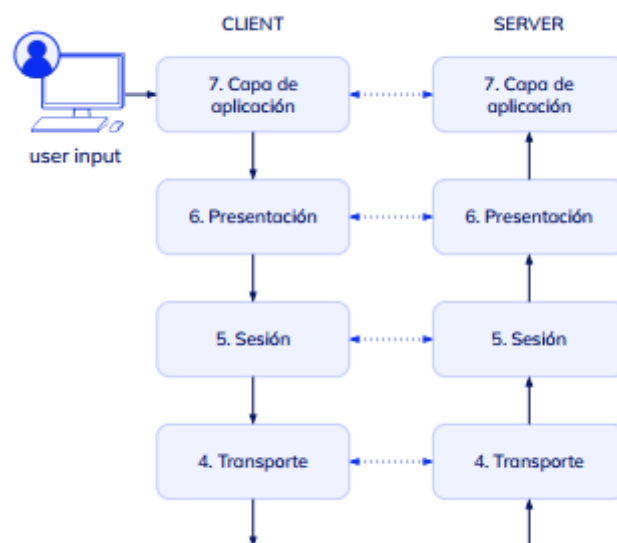 CLIENT
SERVER
7. Capa de
aplicación
7. Capa de
aplicación
user input
6. Presentación
6. Presentación
5. Sesión
5. Sesión
4. Transporte
4. Transporte